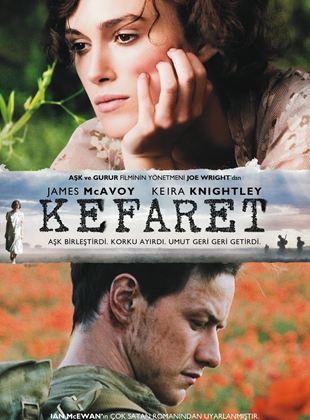 AŞK ve GURUR FİLMİNİN YÖNETMENİ JOE WRIGHT'dan
JAMES McAVOY KEIRA KNIGHTLEY
KEFARET
AŞK BİRLEŞTİRDİ. KORKU AYIRDI. UMUT GERİ GERİ GETİRDİ.
IAN McEWAN'ın ÇOK SATAN ROMANINDAN UYARLANMIŞTIR.